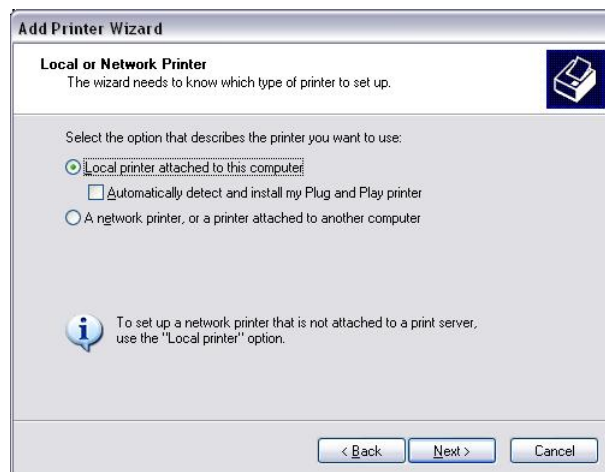 Add Printer Wizard
Local or Network Printer
The wizard needs to know which type of printer to set up.
Select the option that describes the printer you want to use:
Local printer attached to this computer
Automatically detect and install my Plug and Play printer
A network printer, or a printer attached to another computer
To set up a network printer that is not attached to a print server,
use the "Local printer" option.
< Back
Next >
Cancel